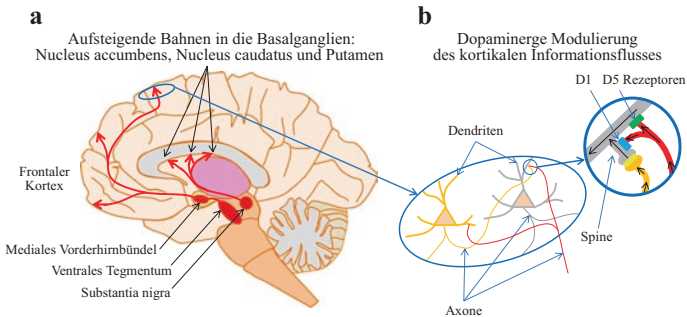 a
Aufsteigende Bahnen in die Basalganglien:
Nucleus accumbens, Nucleus caudatus und Putamen
Frontaler
Kortex
Mediales Vorderhirnbündel
Ventrales Tegmentum
Substantia nigra
b
Dopaminerge Modulierung
des kortikalen Informationsflusses
D1 D5 Rezeptoren
Dendriten
Spine
Axone